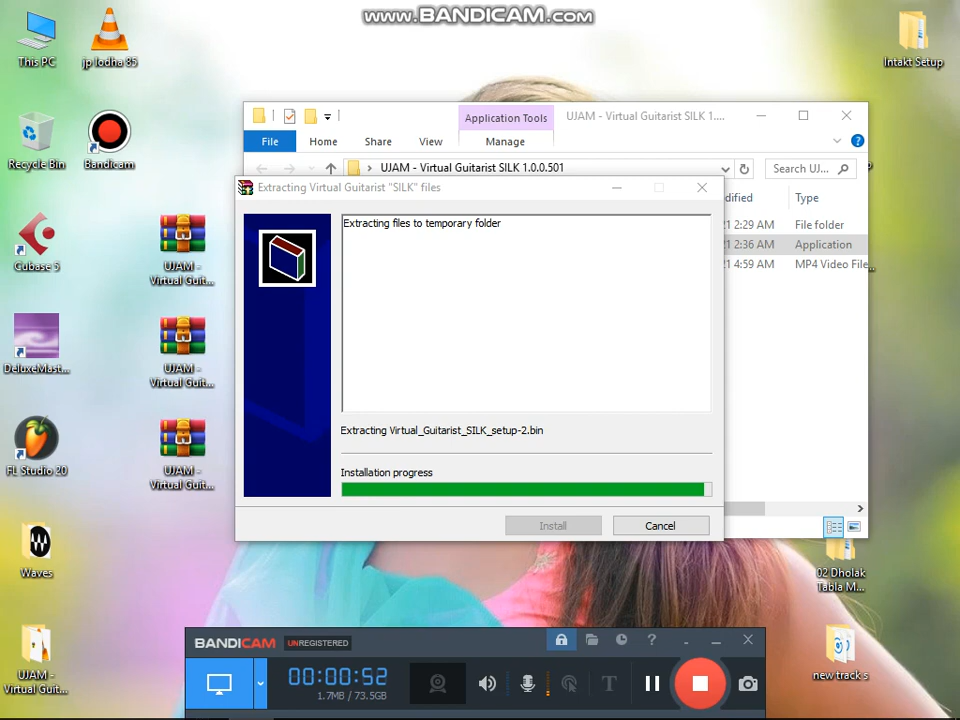 www.BANDICAM.com
This PC
jp lodha 85
Intakt Setup
Recycle Bin
Bandicam
Application Tools
UJAM - Virtual Guitarist SILK 1....
File
Home
Share
View
Manage
UJAM - Virtual Guitarist SILK 1.0.0.501
Search UJ...
Extracting Virtual Guitarist "SILK" files
Type
Extracting files to temporary folder
2:29 AM
File folder
2:36 AM
Application
4:59 AM
MP4 Video File...
Cubase 5
UJAM -
Virtual Guit...
DeluxeMast...
UJAM -
Virtual Guit...
Extracting Virtual_Guitarist_SILK_setup-2.bin
FL Studio 20
UJAM -
Virtual Guit...
Installation progress
Install
Cancel
Waves
02 Dholak
Tabla M...
BANDICAM
UNREGISTERED
00:00:52
1.7MB / 73.5GB
UJAM -
Virtual Guit...
new track s